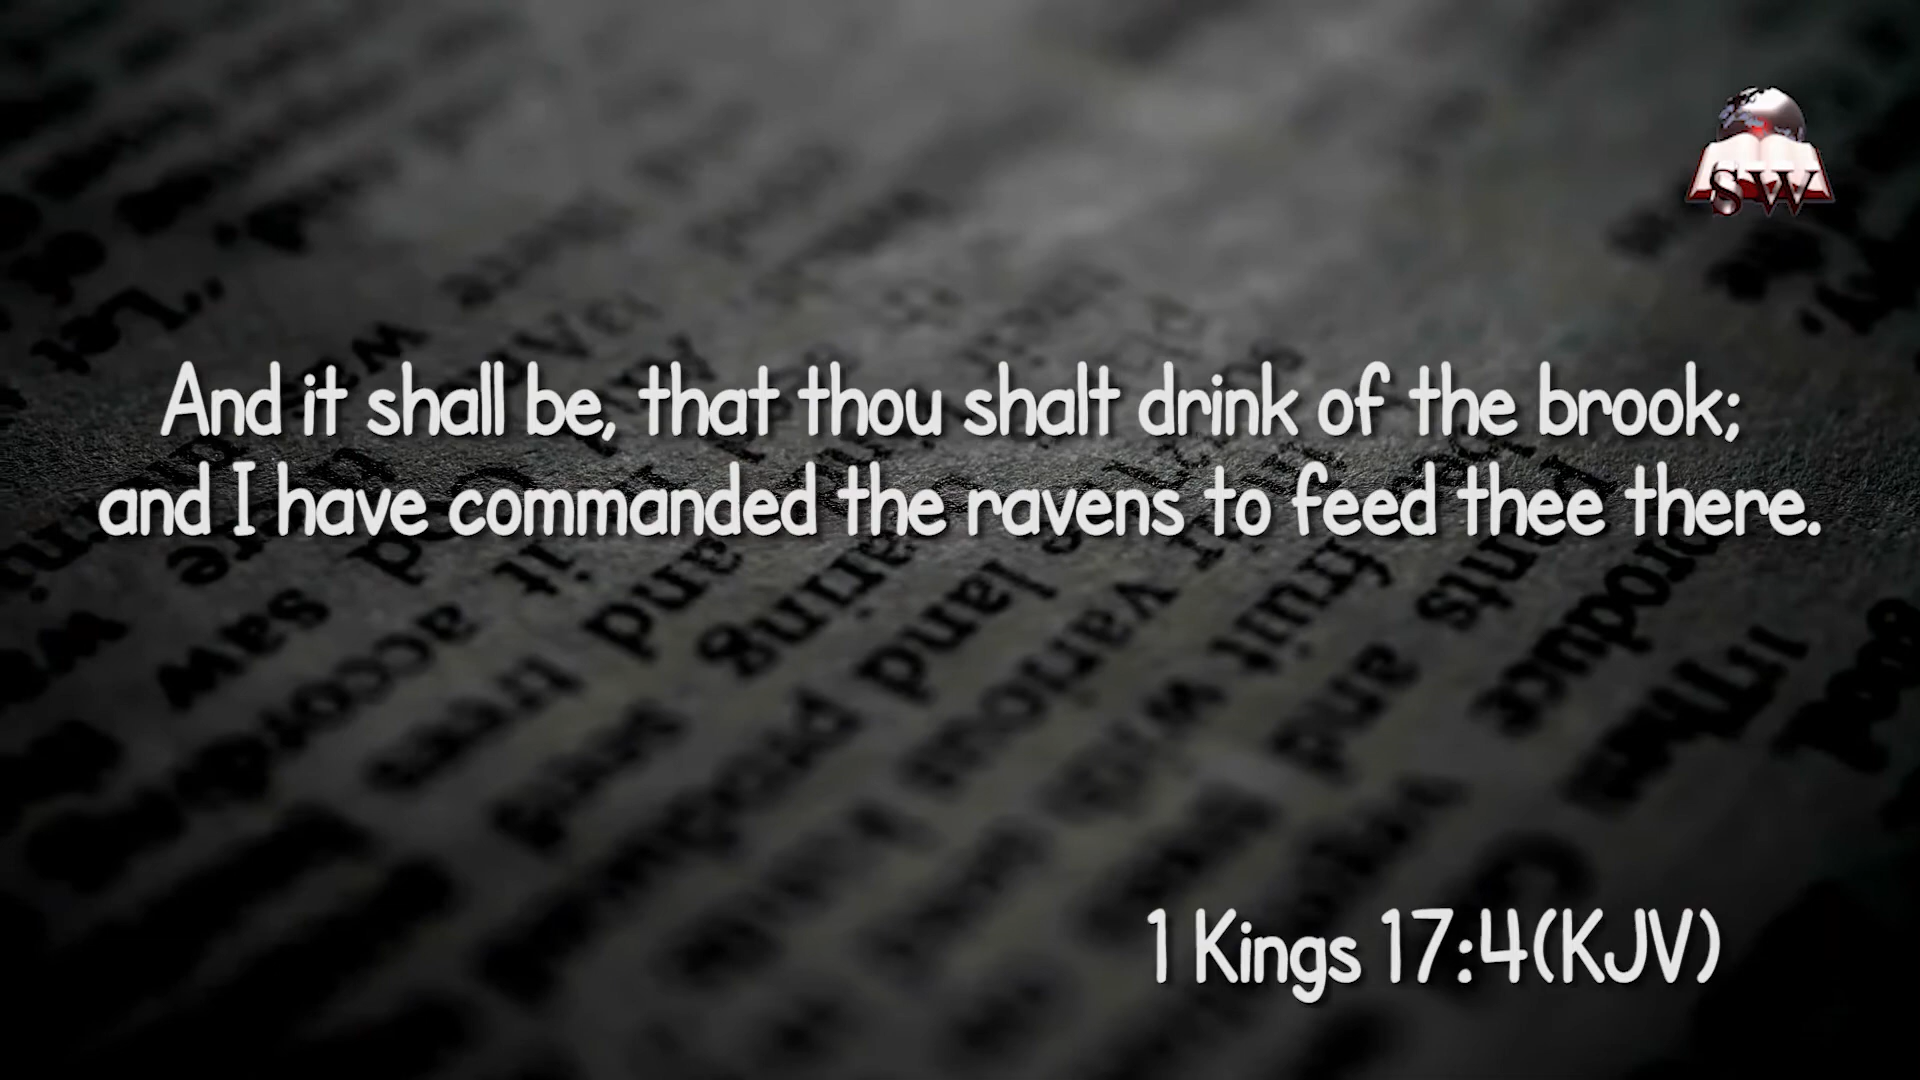 SW
And it shall be, that thou shalt drink of the brook;
and I have commanded the ravens to feed thee there.
1 Kings 17:4(KJV)